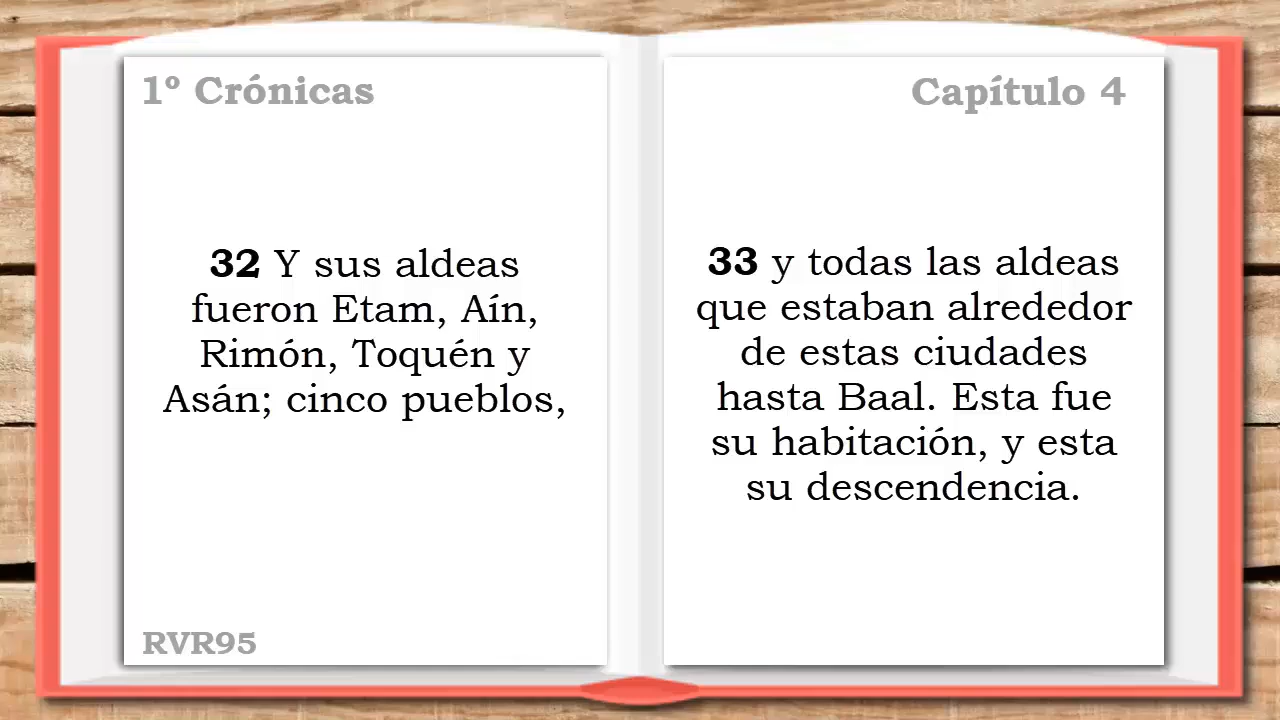 1º Crónicas
32 Y sus aldeas
fueron Etam, Aín,
Rimón, Toquén y
Asán; cinco pueblos,
RVR95
Capítulo 4
33 y todas las aldeas
que estaban alrededor
de estas ciudades
hasta Baal. Esta fue
su habitación, y esta
su descendencia.